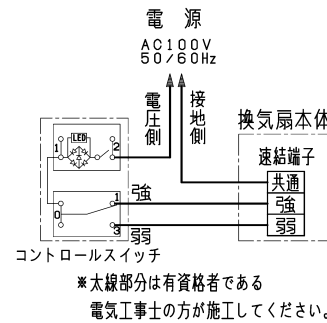 電源
AC100V
50/60Hz
電圧側
接地側
換気扇本体
速結端子
共通
強
弱
LED
1
2
0
1
3
強
弱
コントロールスイッチ
※太線部分は有資格者である
電気工事士の方が施工してください。